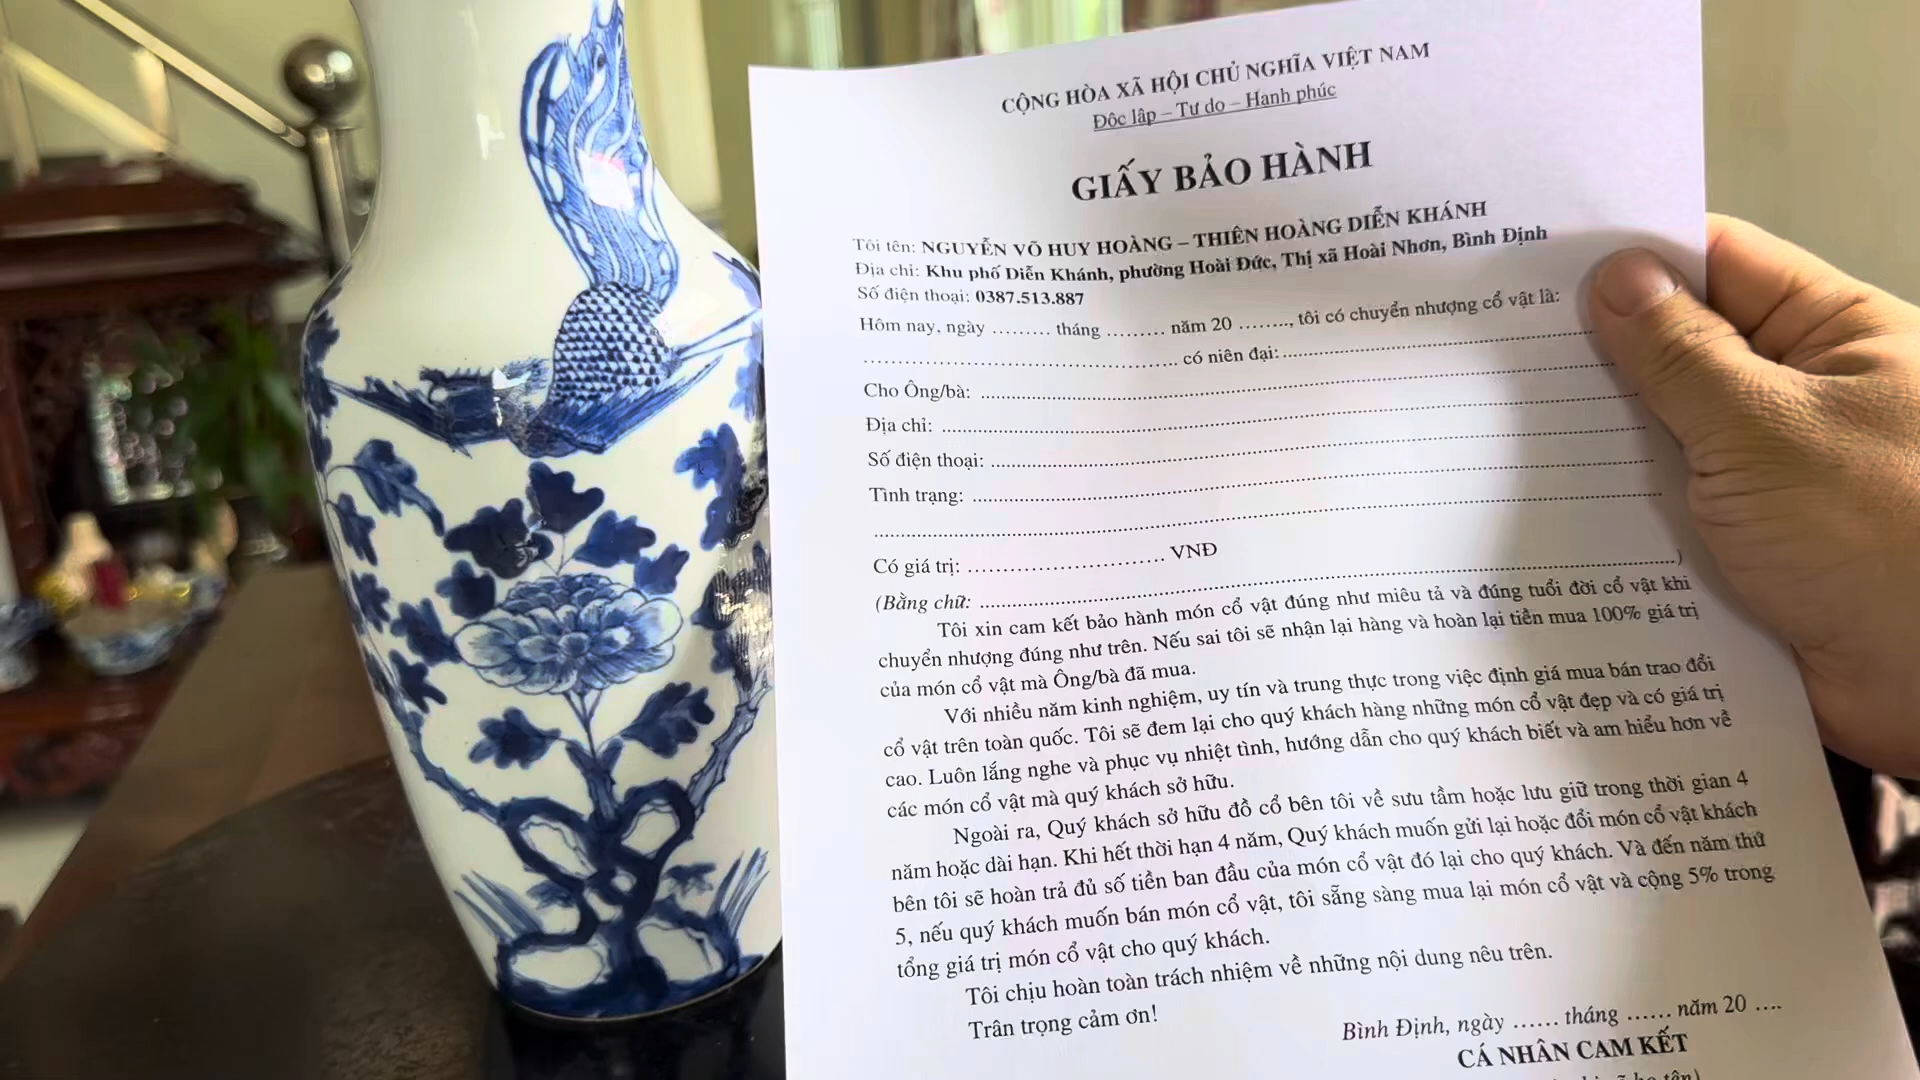 CỘNG HÒA XÃ HỘI CHỦ NGHĨA VIỆT NAM
Độc lập – Tự do – Hạnh phúc
GIẤY BẢO HÀNH
Tôi tên: NGUYỄN VÕ HUY HOÀNG – THIÊN HOÀNG DIỄN KHÁNH
Địa chỉ: Khu phố Diễn Khánh, phường Hoài Đức, Thị xã Hoài Nhơn, Bình Định
Số điện thoại: 0387.513.887
Hôm nay, ngày ......... tháng ......... năm 20 ........, tôi có chuyển nhượng cổ vật là:
................................................ có niên đại: ................................................
Cho Ông/bà: ................................................
Địa chỉ: ................................................
Số điện thoại: ................................................
Tình trạng: ................................................
................................................
Có giá trị: ............................. VNĐ
(Bằng chữ: ................................................)
Tôi xin cam kết bảo hành món cổ vật đúng như miêu tả và đúng tuổi đời cổ vật khi
chuyển nhượng đúng như trên. Nếu sai tôi sẽ nhận lại hàng và hoàn lại tiền mua 100% giá trị
của món cổ vật mà Ông/bà đã mua.
Với nhiều năm kinh nghiệm, uy tín và trung thực trong việc định giá mua bán trao đổi
cổ vật trên toàn quốc. Tôi sẽ đem lại cho quý khách hàng những món cổ vật đẹp và có giá trị
cao. Luôn lắng nghe và phục vụ nhiệt tình, hướng dẫn cho quý khách biết và am hiểu hơn về
các món cổ vật mà quý khách sở hữu.
Ngoài ra, Quý khách sở hữu đồ cổ bên tôi về sưu tầm hoặc lưu giữ trong thời gian 4
năm hoặc dài hạn. Khi hết thời hạn 4 năm, Quý khách muốn gửi lại hoặc đổi món cổ vật khách
bên tôi sẽ hoàn trả đủ số tiền ban đầu của món cổ vật đó lại cho quý khách. Và đến năm thứ
5, nếu quý khách muốn bán món cổ vật, tôi sẵng sàng mua lại món cổ vật và cộng 5% trong
tổng giá trị món cổ vật cho quý khách.
Tôi chịu hoàn toàn trách nhiệm về những nội dung nêu trên.
Trân trọng cảm ơn!
Bình Định, ngày ...... tháng ...... năm 20 ....
CÁ NHÂN CAM KẾT